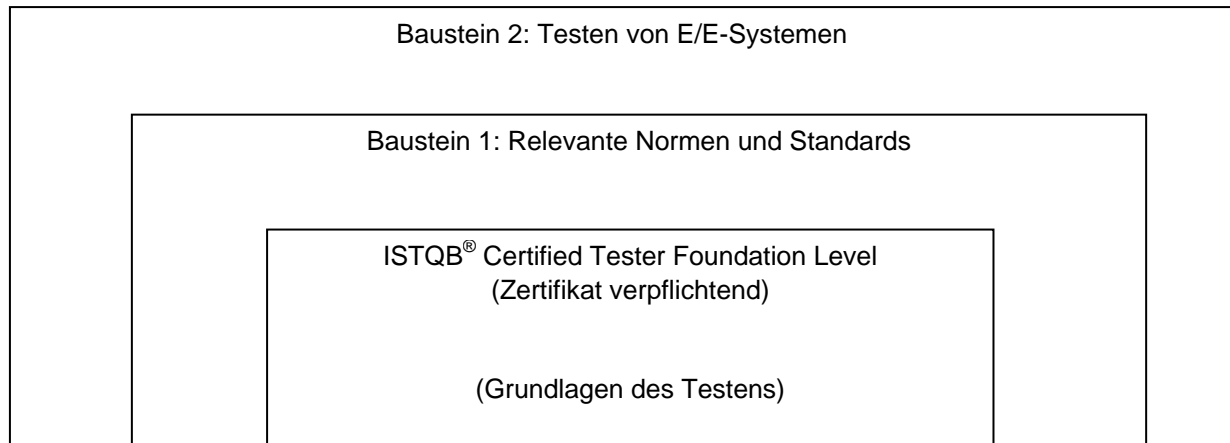 Baustein 2: Testen von E/E-Systemen
Baustein 1: Relevante Normen und Standards
ISTQB® Certified Tester Foundation Level
(Zertifikat verpflichtend)
(Grundlagen des Testens)